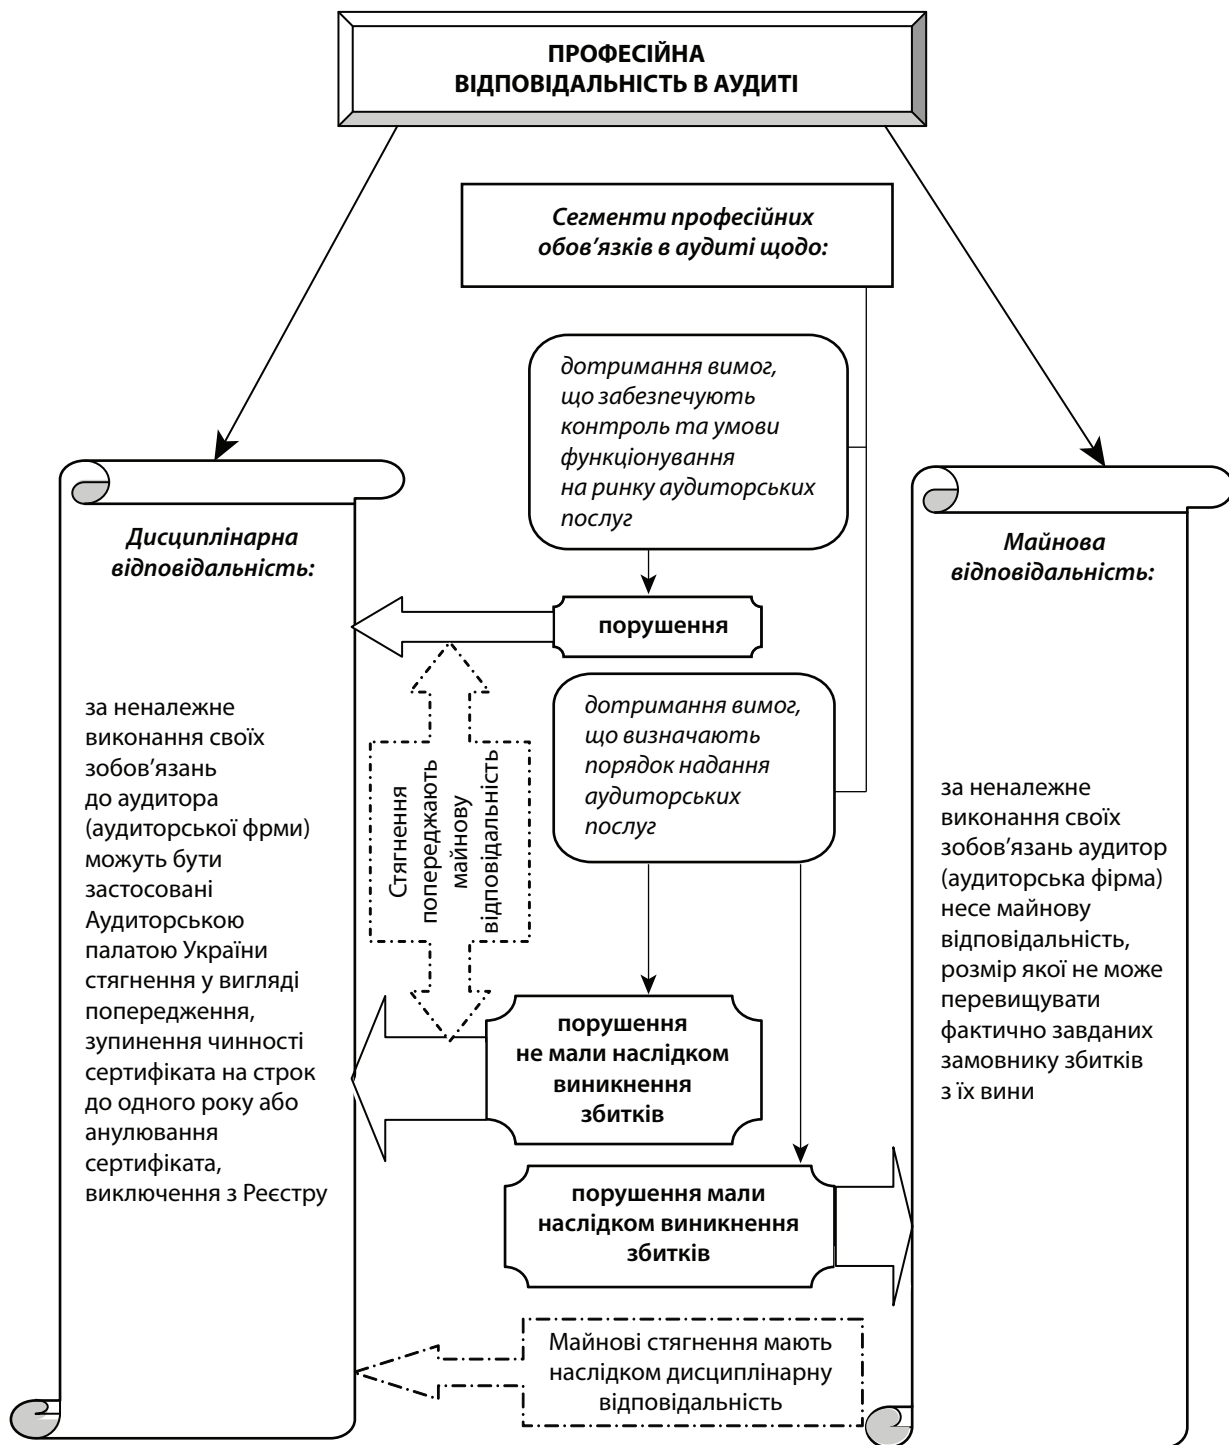 ПРОФЕСІЙНА
ВІДПОВІДАЛЬНІСТЬ В АУДИТІ
Сегменти професійних
обов'язків в аудиті щодо:
дотримання вимог,
що забезпечують
контроль та умови
функціонування
на ринку аудиторських
послуг
Дисциплінарна
відповідальність:
Майнова
відповідальність:
порушення
за неналежне
виконання своїх
зобов'язань
до аудитора
(аудиторської фрми)
можуть бути
застосовані
Аудиторською
палатою України
стягнення у вигляді
попередження,
зупинення чинності
сертифіката на строк
до одного року або
анулювання
сертифіката,
виключення з Реєстру
Стягнення
попереджають
майнову
відповідальність
дотримання вимог,
що визначають
порядок надання
аудиторських
послуг
за неналежне
виконання своїх
зобов'язань аудитор
(аудиторська фірма)
несе майнову
відповідальність,
розмір якої не може
перевищувати
фактично завданих
замовнику збитків
з їх вини
порушення
не мали наслідком
виникнення
збитків
порушення мали
наслідком виникнення
збитків
Майнові стягнення мають
наслідком дисциплінарну
відповідальність